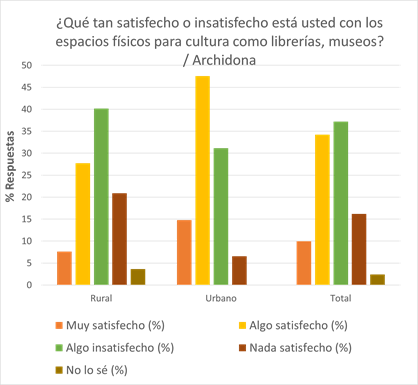 ¿Qué tan satisfecho o insatisfecho está usted con los
espacios físicos para cultura como librerías, museos?
/ Archidona
% Respuestas
50
45
40
35
30
25
20
15
10
5
0
Rural
Urbano
Total
Muy satisfecho (%)
Algo satisfecho (%)
Algo insatisfecho (%)
Nada satisfecho (%)
No lo sé (%)